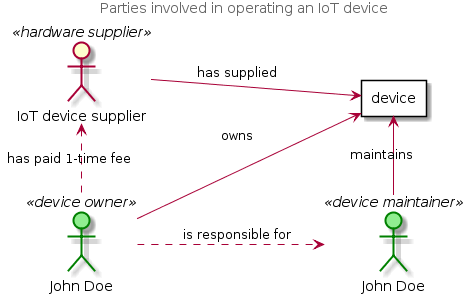 Parties involved in operating an IoT device
«hardware supplier»
IoT device supplier
has supplied
device
owns
has paid 1-time fee
maintains
«device owner»
John Doe
is responsible for
«device maintainer»
John Doe